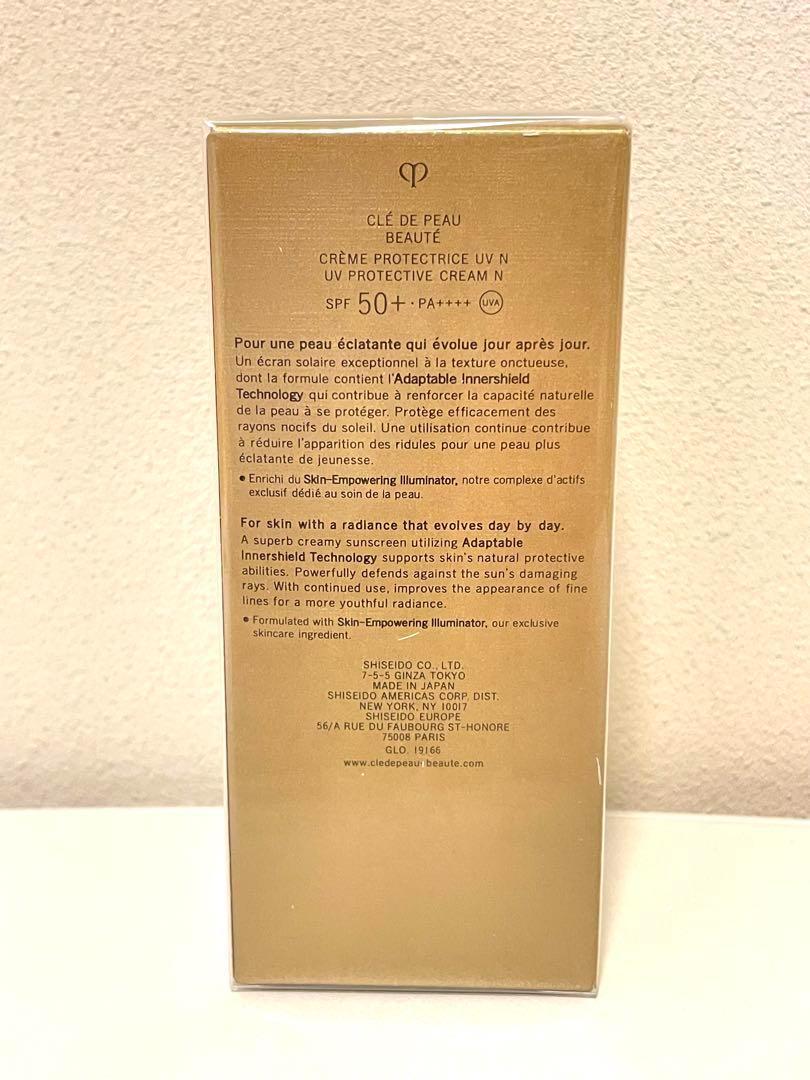 CLÉ DE PEAU
BEAUTÉ
CRÈME PROTECTRICE UV N
UV PROTECTIVE CREAM N
SPF 50+・PA++++ UVA
Pour une peau éclatante qui évolue jour après jour.
Un écran solaire exceptionnel à la texture onctueuse,
dont la formule contient l'Adaptable Innershield
Technology qui contribue à renforcer la capacité naturelle
de la peau à se protéger. Protège efficacement des
rayons nocifs du soleil. Une utilisation continue contribue
à réduire l'apparition des ridules pour une peau plus
éclatante de jeunesse.
• Enrichi du Skin-Empowering Illuminator, notre complexe d'actifs
exclusif dédié au soin de la peau.
For skin with a radiance that evolves day by day.
A superb creamy sunscreen utilizing Adaptable
Innershield Technology supports skin's natural protective
abilities. Powerfully defends against the sun's damaging
rays. With continued use, improves the appearance of fine
lines for a more youthful radiance.
• Formulated with Skin-Empowering Illuminator, our exclusive
skincare ingredient.
SHISEIDO CO., LTD.
7-5-5 GINZA TOKYO
MADE IN JAPAN
SHISEIDO AMERICAS CORP. DIST.
NEW YORK, NY 10017
SHISEIDO EUROPE
56/A RUE DU FAUBOURG ST-HONORE
75008 PARIS
GLO. 19166
www.cledepeau-beaute.com